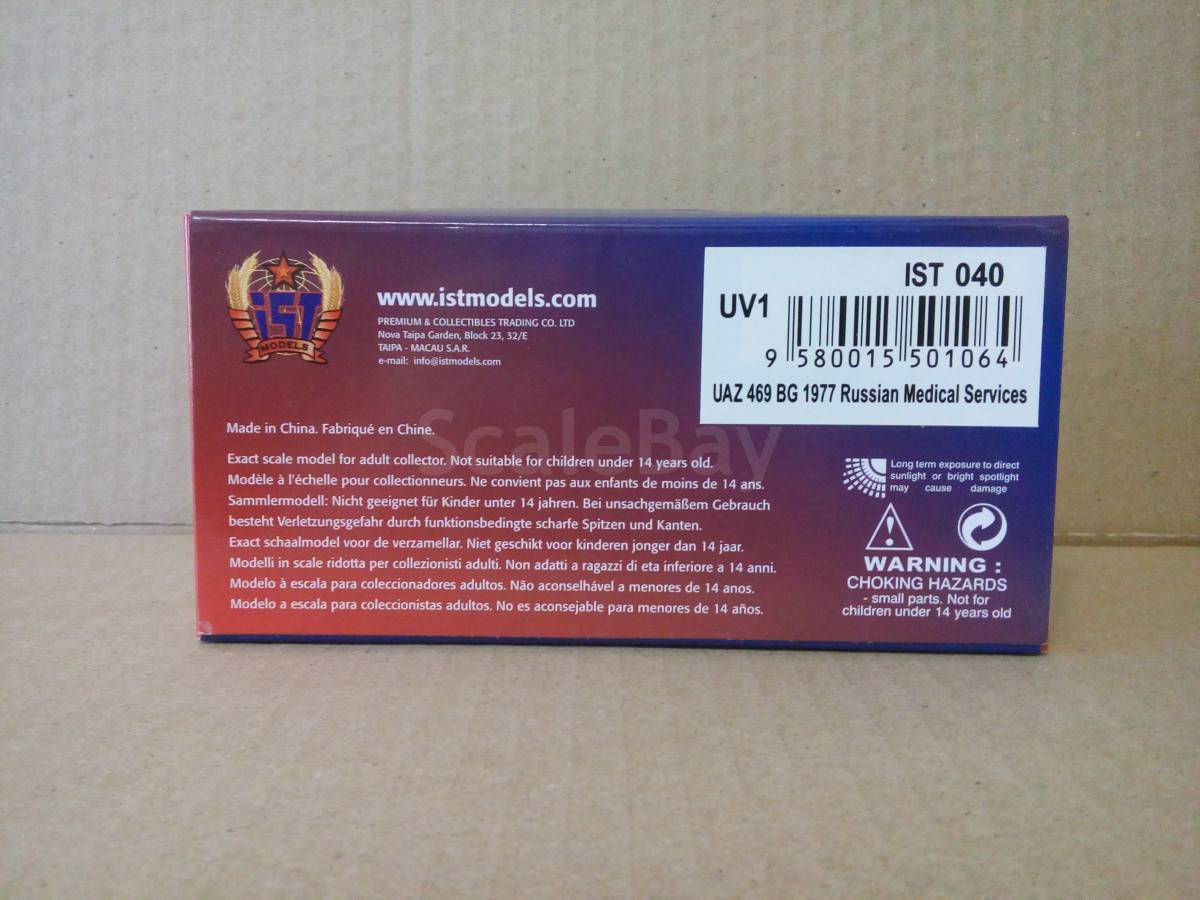 iST
MODELS
www.istmodels.com
PREMIUM & COLLECTIBLES TRADING CO. LTD
Nova Taipa Garden, Block 23, 32/E
TAIPA - MACAU S.A.R.
e-mail: info@istmodels.com
IST 040
UV1
9 580015 501064
UAZ 469 BG 1977 Russian Medical Services
ScaleBay
Made in China. Fabriqué en Chine.
Exact scale model for adult collector. Not suitable for children under 14 years old.
Modèle à l'échelle pour collectionneurs. Ne convient pas aux enfants de moins de 14 ans.
Sammlermodell: Nicht geeignet für Kinder unter 14 jahren. Bei unsachgemäßem Gebrauch
besteht Verletzungsgefahr durch funktionsbedingte scharfe Spitzen und Kanten.
Exact schaalmodel voor de verzamellar. Niet geschikt voor kinderen jonger dan 14 jaar.
Modelli in scale ridotta per collezionisti adulti. Non adatti a ragazzi di eta inferiore a 14 anni.
Modelo à escala para coleccionadores adultos. Não aconselhável a menores de 14 anos.
Modelo a escala para coleccionistas adultos. No es aconsejable para menores de 14 años.
Long term exposure to direct
sunlight or bright spotlight
may cause damage
WARNING :
CHOKING HAZARDS
- small parts. Not for
children under 14 years old